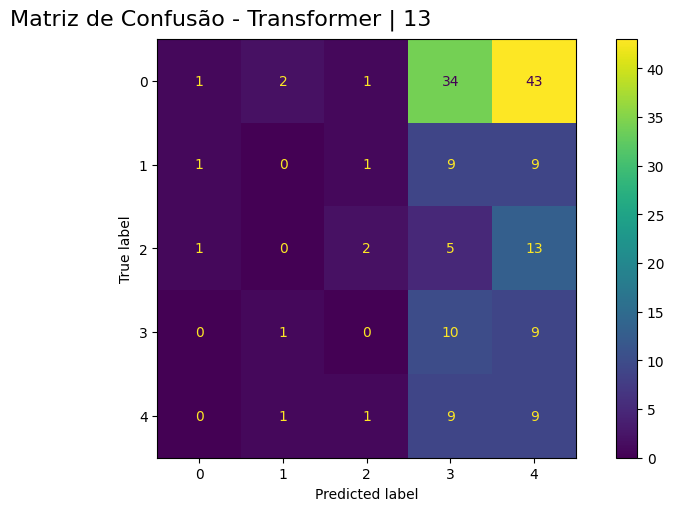 Matriz de Confusão - Transformer | 13
0 1 2 1 34 43
1 1 0 1 9 9
2 1 0 2 5 13
3 0 1 0 10 9
4 0 1 1 9 9
0 1 2 3 4
True label
Predicted label
40
35
30
25
20
15
10
5
0